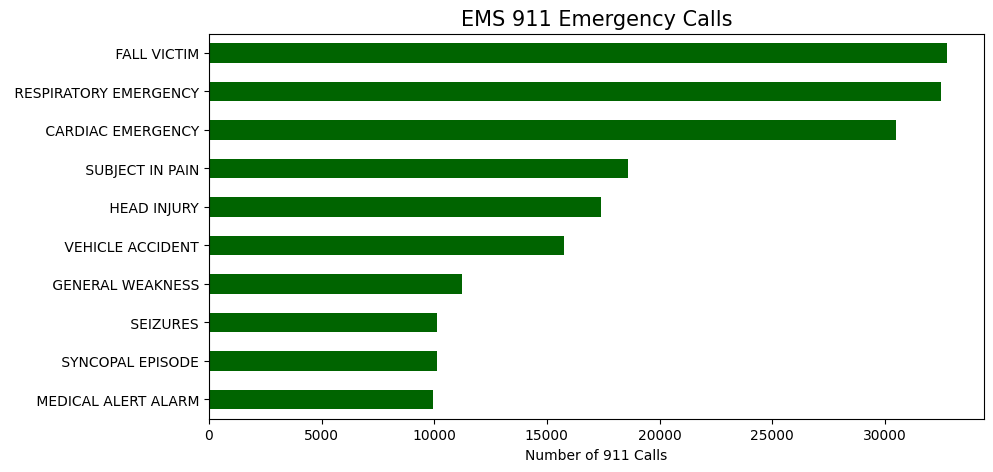 EMS 911 Emergency Calls
FALL VICTIM
RESPIRATORY EMERGENCY
CARDIAC EMERGENCY
SUBJECT IN PAIN
HEAD INJURY
VEHICLE ACCIDENT
GENERAL WEAKNESS
SEIZURES
SYNCOPAL EPISODE
MEDICAL ALERT ALARM
0 5000 10000 15000 20000 25000 30000
Number of 911 Calls